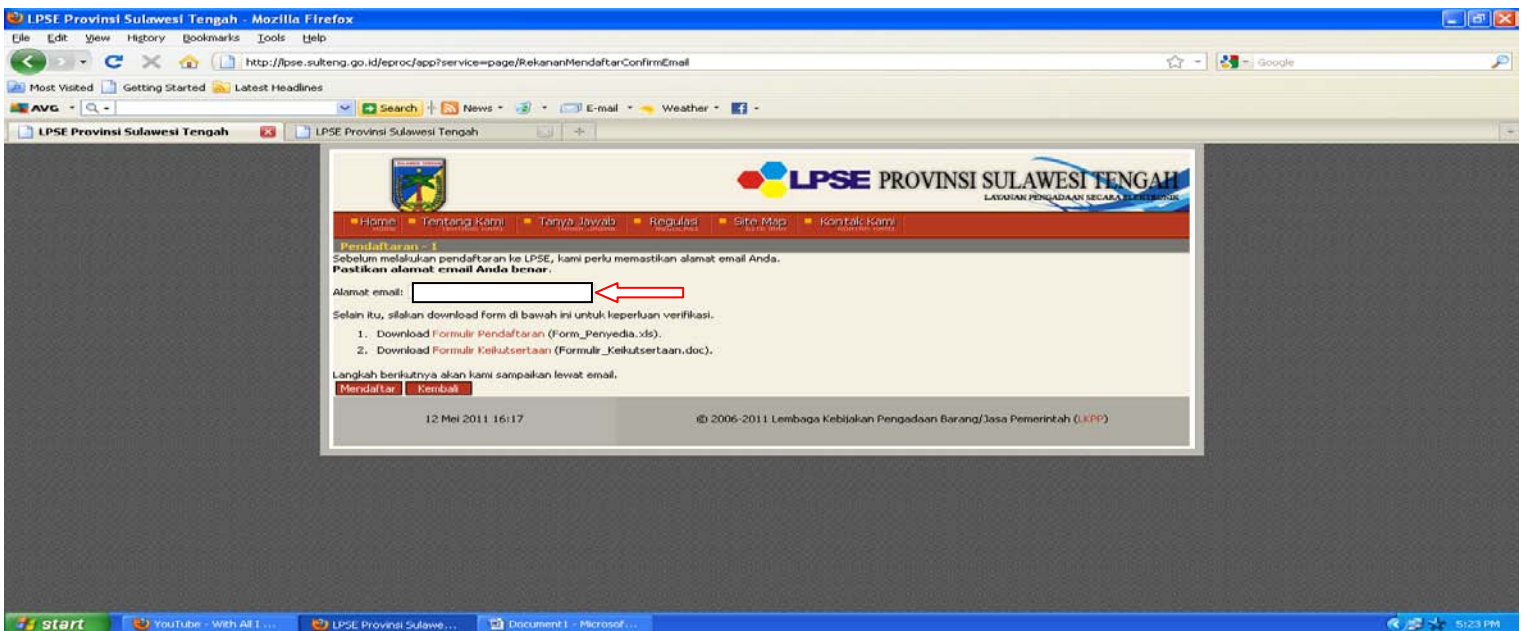 LPSE Provinsi Sulawesi Tengah - Mozilla Firefox
File Edit View History Bookmarks Tools Help
http://lpse.sulteng.go.id/eproc/app?service=page/RekananMendaftarConfirmEmail
Google
Most Visited Getting Started Latest Headlines
AVG Search News E-mail Weather
LPSE Provinsi Sulawesi Tengah LPSE Provinsi Sulawesi Tengah
SULAWESI TENGAH
LPSE PROVINSI SULAWESI TENGAH
LAYANAN PENGADAAN SECARA ELEKTRONIK
Home Tentang Kami Tanya Jawab Regulasi Site Map Kontak Kami
Pendaftaran - 1
Sebelum melakukan pendaftaran ke LPSE, kami perlu memastikan alamat email Anda.
Pastikan alamat email Anda benar.
Alamat email:
Selain itu, silakan download form di bawah ini untuk keperluan verifikasi.
1. Download Formulir Pendaftaran (Form_Penyedia.xls).
2. Download Formulir Keikutsertaan (Formulir_Keikutsertaan.doc).
Langkah berikutnya akan kami sampaikan lewat email.
Mendaftar Kembali
12 Mei 2011 16:17 © 2006-2011 Lembaga Kebijakan Pengadaan Barang/Jasa Pemerintah (LKPP)
start YouTube - With All I ... LPSE Provinsi Sulawe... Document1 - Microsof... 5:23 PM